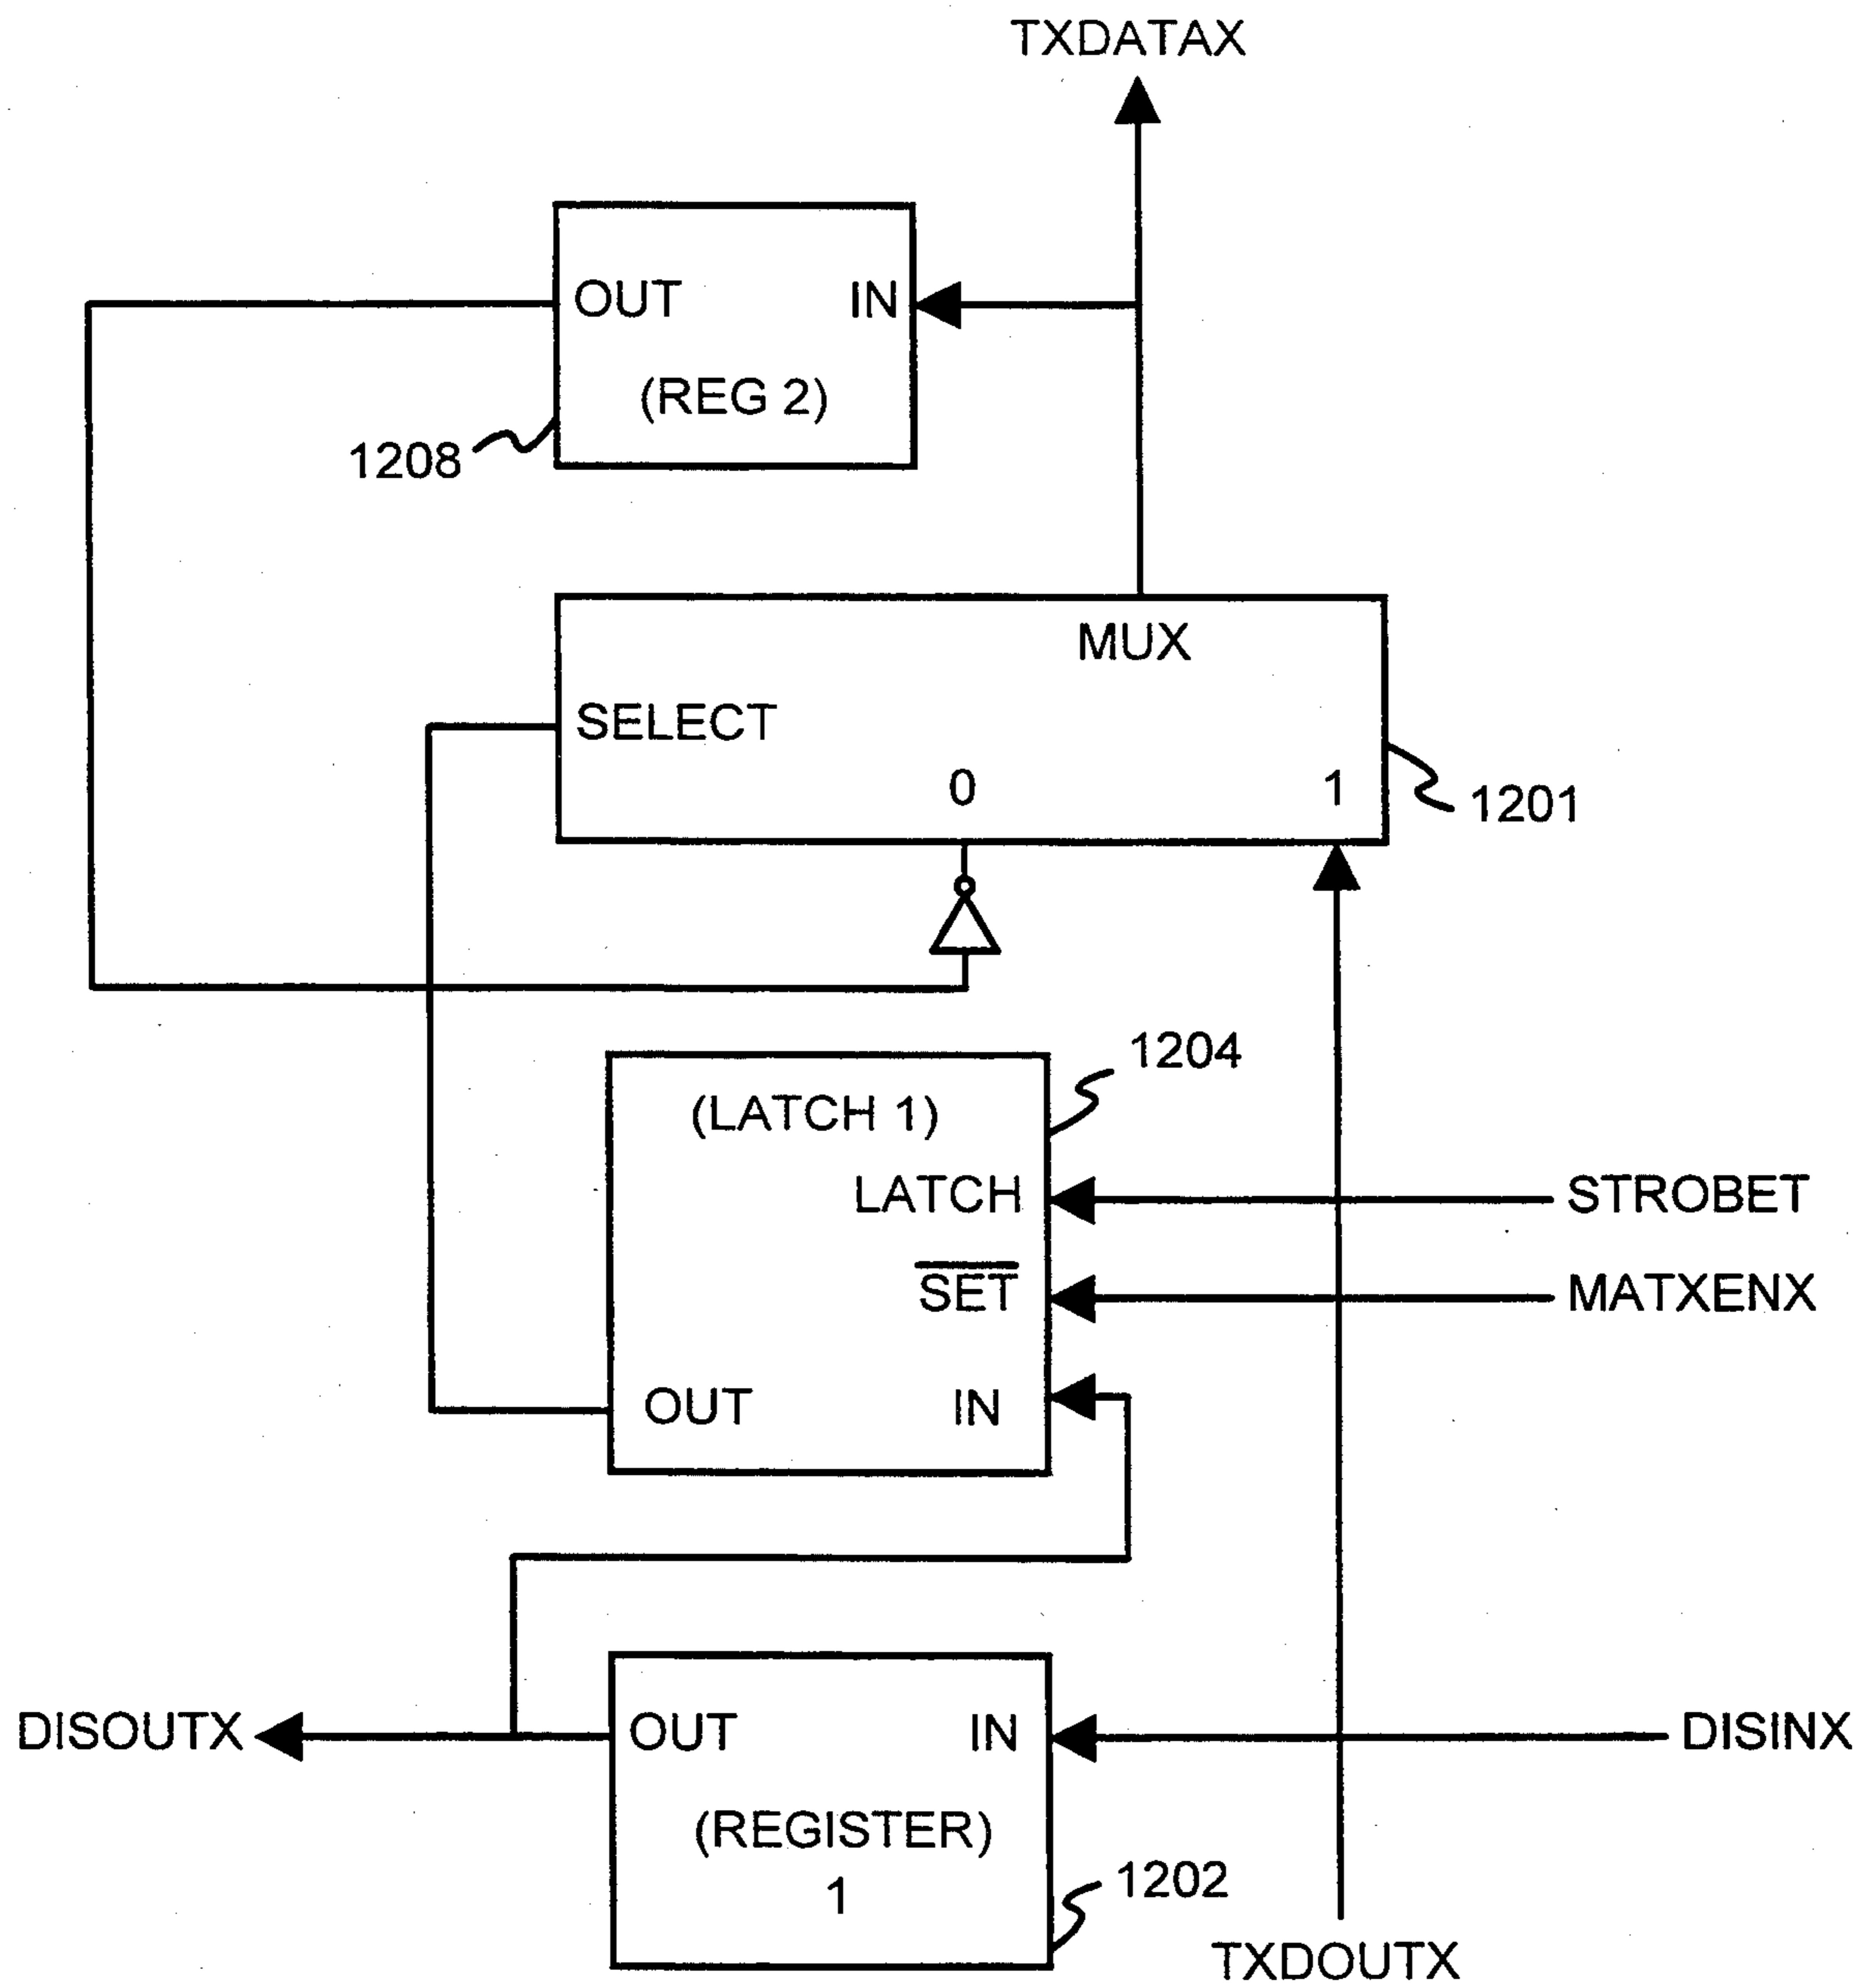 TXDATAX
OUT IN
(REG 2)
1208
MUX
SELECT
0 1
1201
1204
(LATCH 1)
LATCH
STROBET
SET
MATXENX
OUT IN
DISOUTX
OUT IN
DISINX
(REGISTER)
1
1202
TXDOUTX